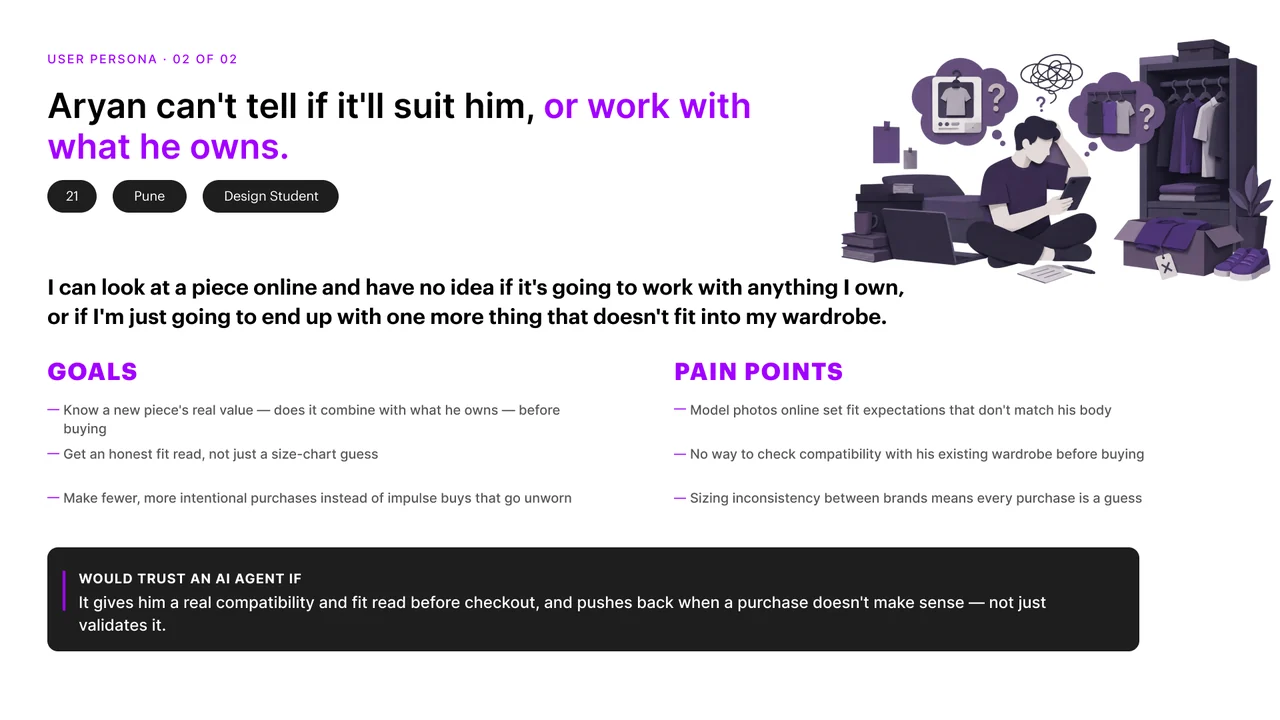 USER PERSONA · 02 OF 02
Aryan can't tell if it'll suit him, or work with
what he owns.
21
Pune
Design Student
?
?
?
X
I can look at a piece online and have no idea if it's going to work with anything I own,
or if I'm just going to end up with one more thing that doesn't fit into my wardrobe.
GOALS
— Know a new piece's real value — does it combine with what he owns — before
buying
— Get an honest fit read, not just a size-chart guess
— Make fewer, more intentional purchases instead of impulse buys that go unworn
PAIN POINTS
— Model photos online set fit expectations that don't match his body
— No way to check compatibility with his existing wardrobe before buying
— Sizing inconsistency between brands means every purchase is a guess
WOULD TRUST AN AI AGENT IF
It gives him a real compatibility and fit read before checkout, and pushes back when a purchase doesn't make sense — not just
validates it.